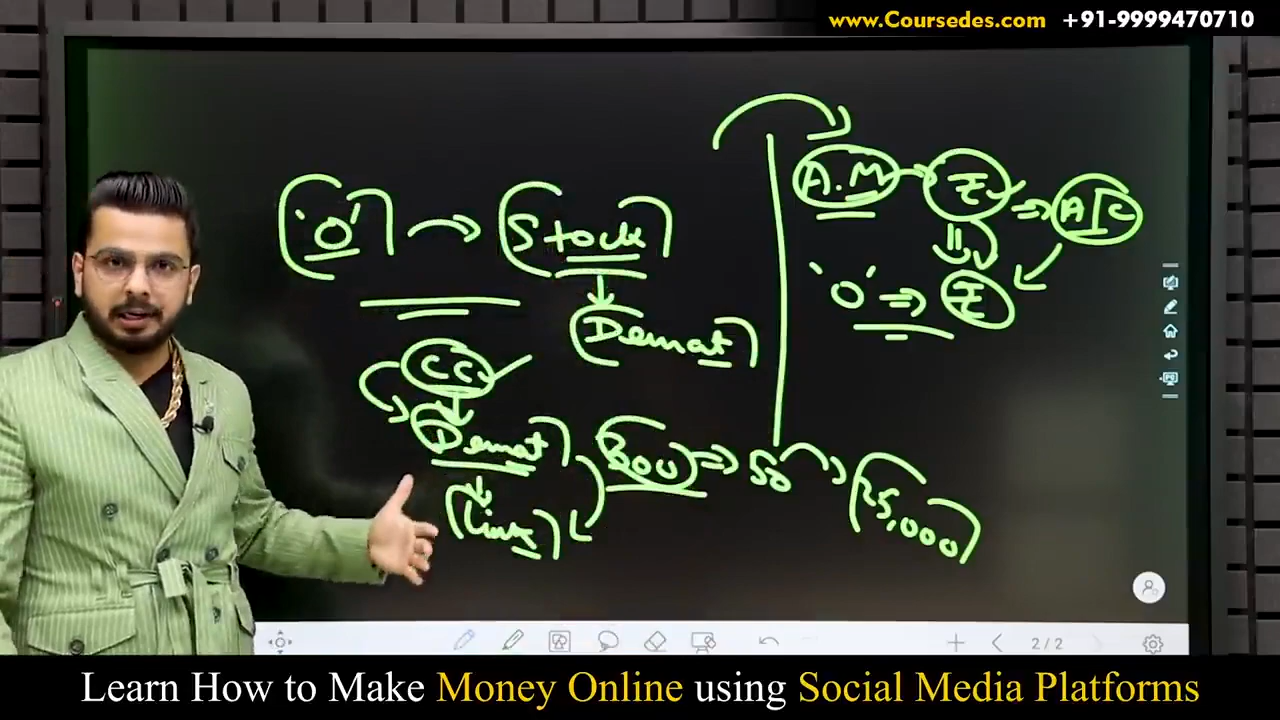 www.Coursedes.com +91-9999470710
'O' → Stock
Demat
CC
Demat
Link
500 ⇒ 50 → 25,000
A.M → ₹ ⇒ A/C
'O' ⇒ ₹
2/2
Learn How to Make Money Online using Social Media Platforms